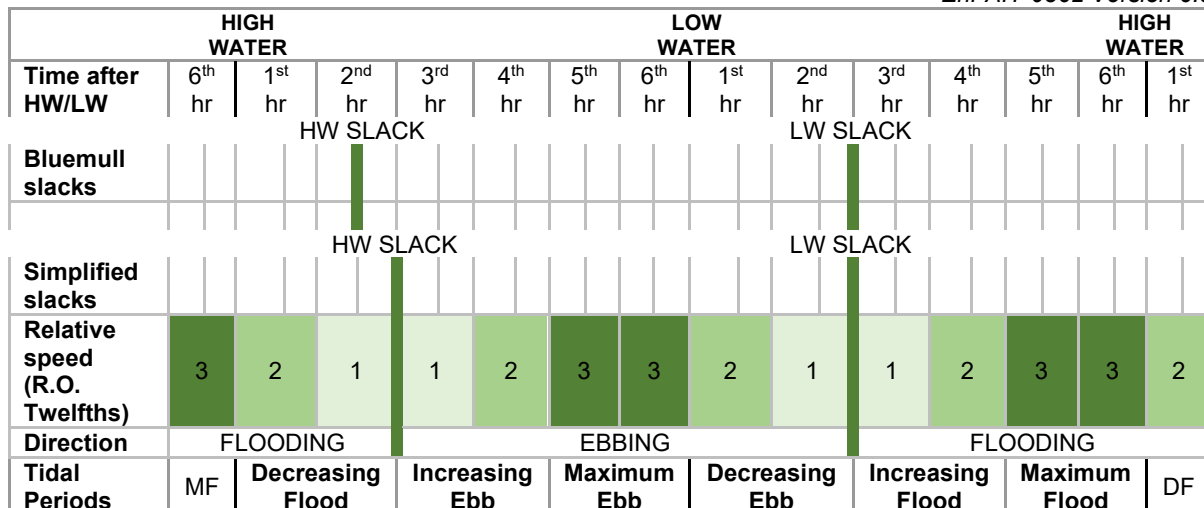 HIGH WATER LOW WATER HIGH WATER
Time after HW/LW 6th hr 1st hr 2nd hr 3rd hr 4th hr 5th hr 6th hr 1st hr 2nd hr 3rd hr 4th hr 5th hr 6th hr 1st hr
HW SLACK LW SLACK
Bluemull slacks
HW SLACK LW SLACK
Simplified slacks
Relative speed (R.O. Twelfths) 3 2 1 1 2 3 3 2 1 1 2 3 3 2
Direction FLOODING EBBING FLOODING
Tidal Periods MF Decreasing Flood Increasing Ebb Maximum Ebb Decreasing Ebb Increasing Flood Maximum Flood DF